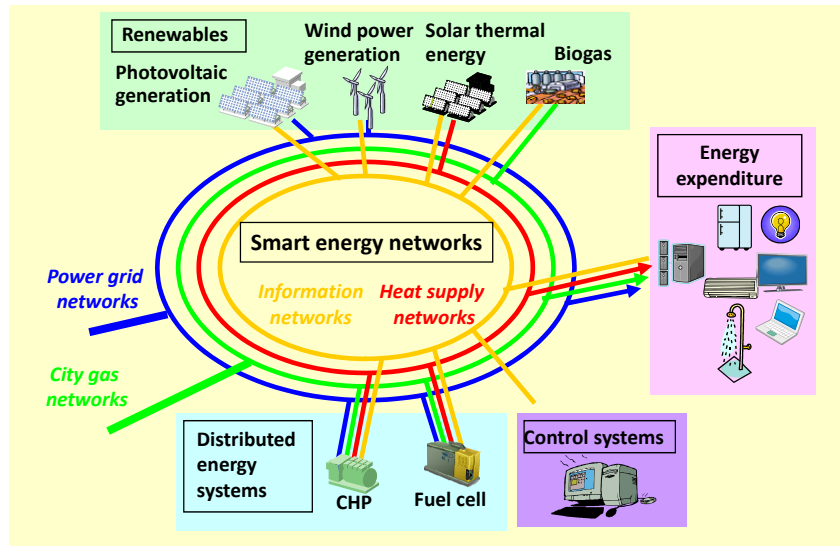 Renewables
Wind power
generation
Solar thermal
energy
Biogas
Photovoltaic
generation
Energy
expenditure
Smart energy networks
Power grid
networks
Information
networks
Heat supply
networks
City gas
networks
Distributed
energy
systems
CHP
Fuel cell
Control systems